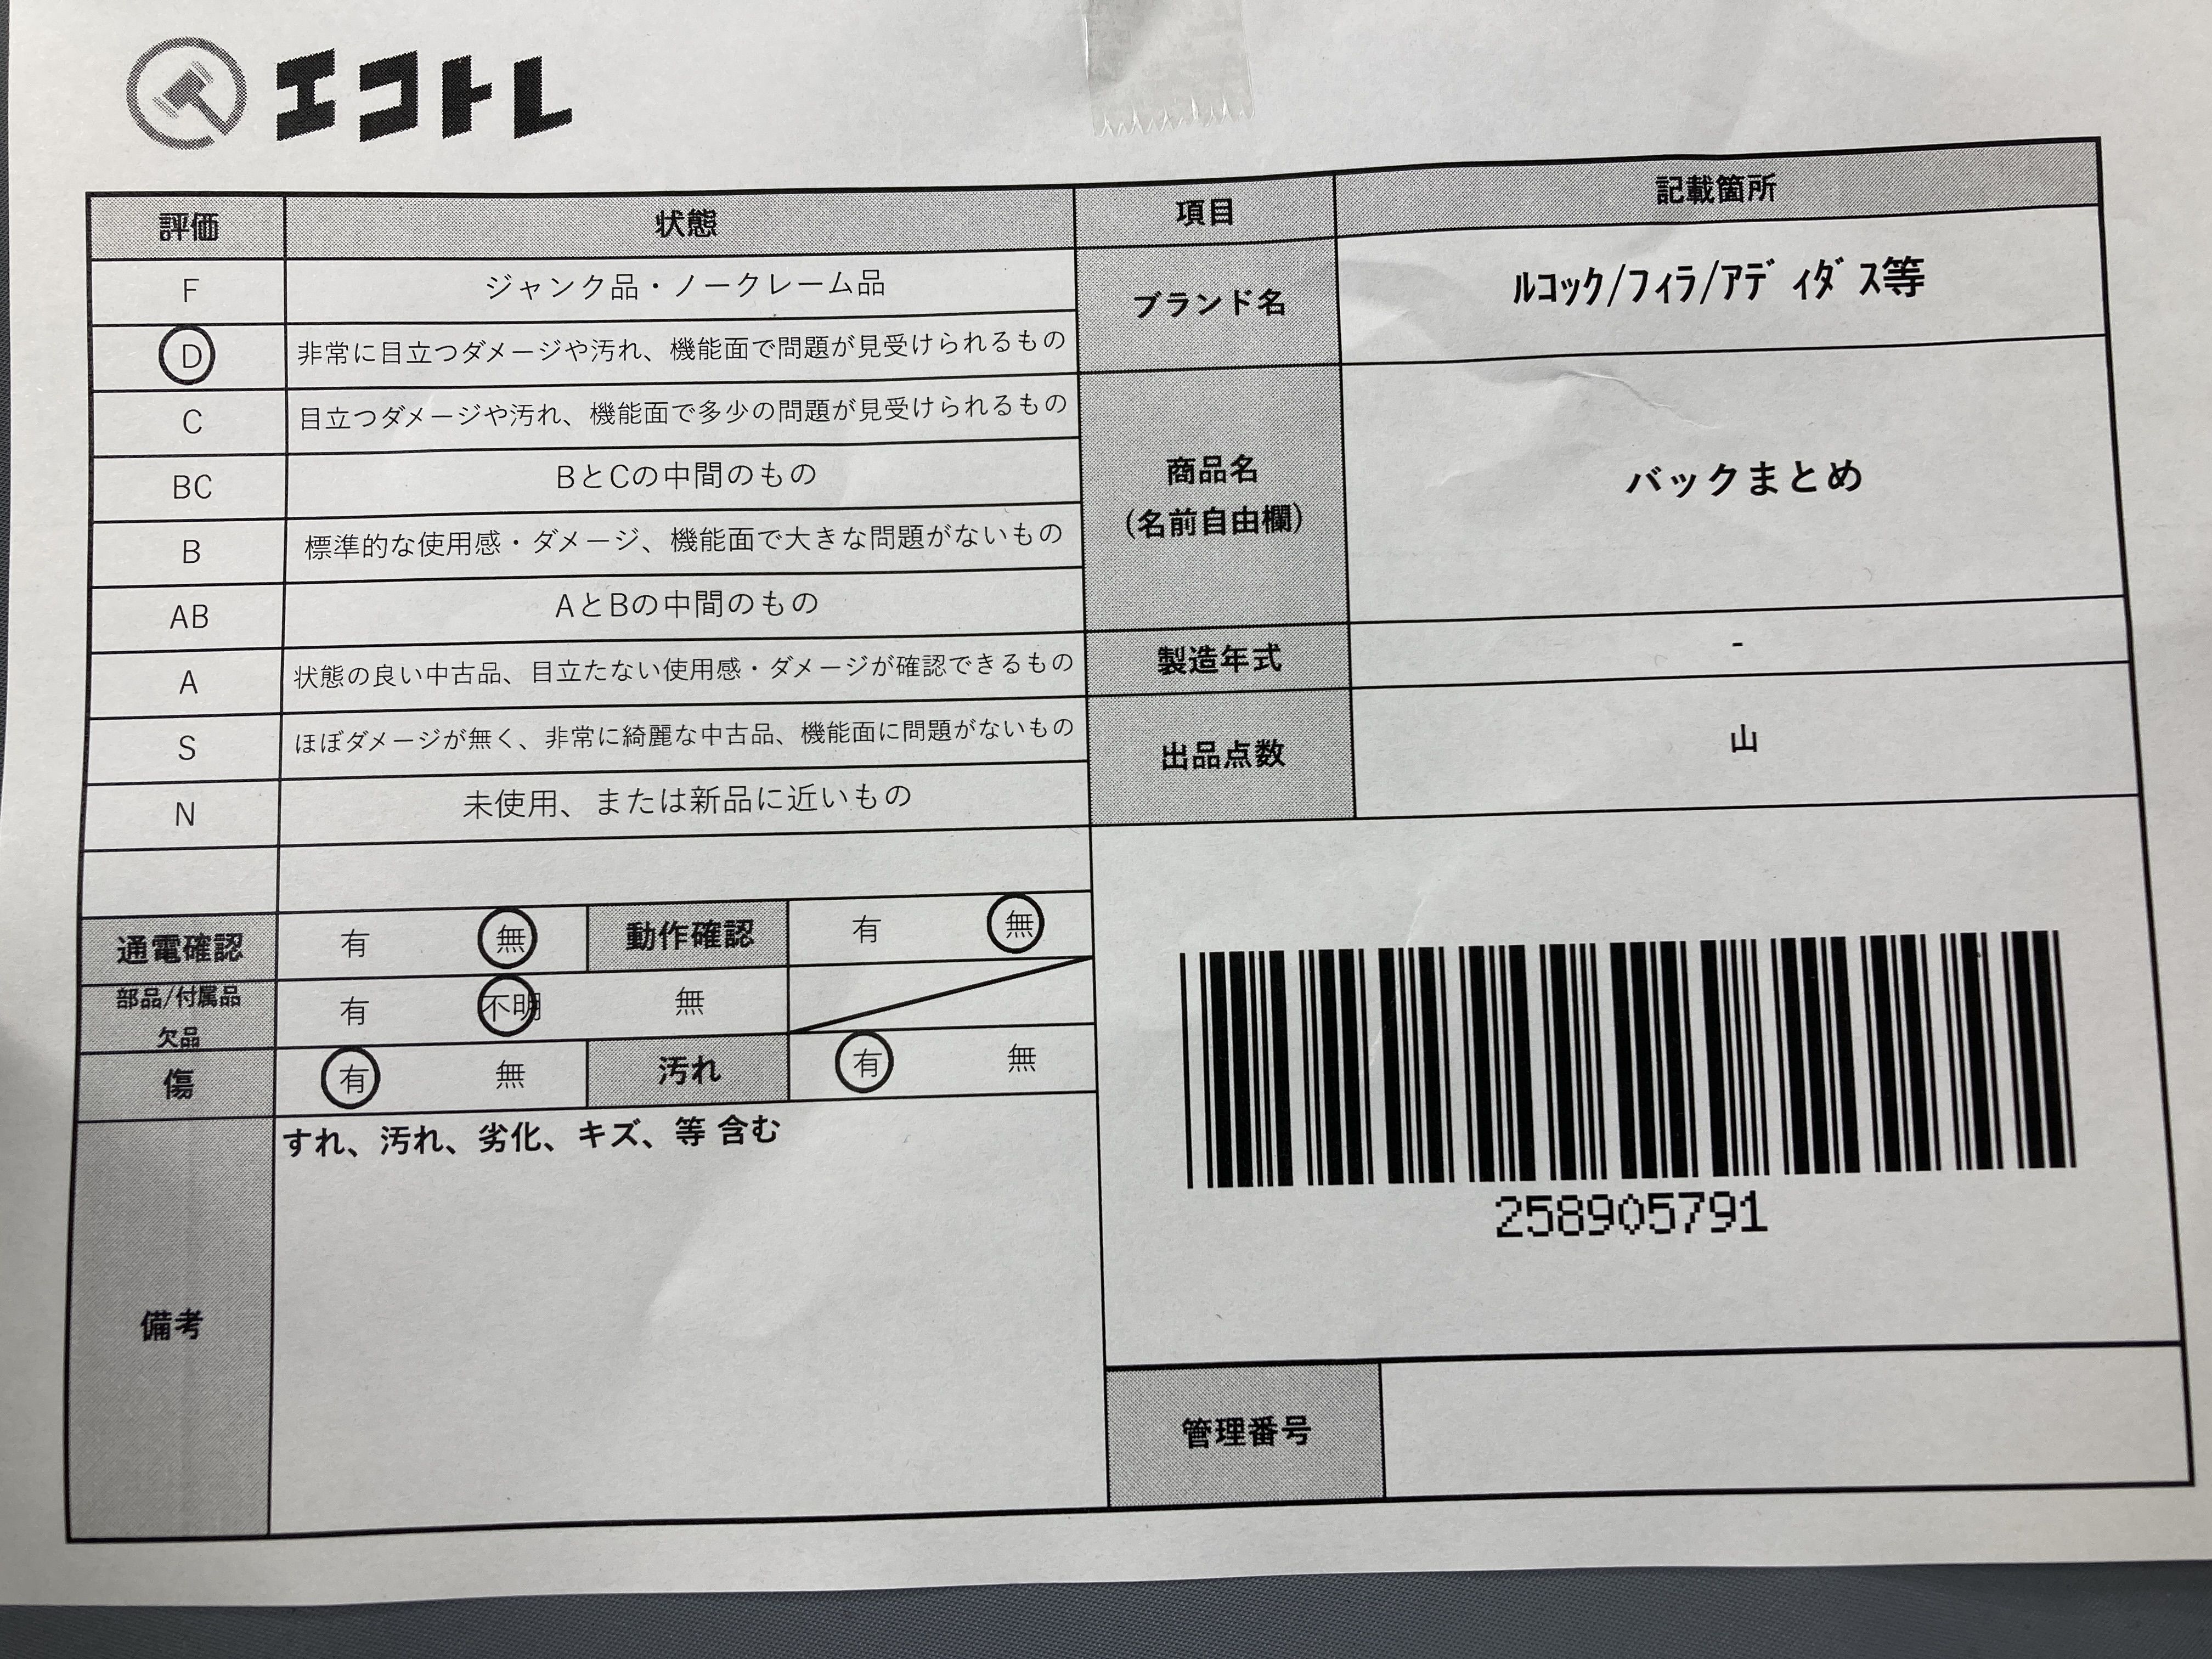 エコトレ
評価 状態 項目 記載箇所
F ジャンク品・ノークレーム品
D 非常に目立つダメージや汚れ、機能面で問題が見受けられるもの
C 目立つダメージや汚れ、機能面で多少の問題が見受けられるもの
BC BとCの中間のもの
B 標準的な使用感・ダメージ、機能面で大きな問題がないもの
AB AとBの中間のもの
A 状態の良い中古品、目立たない使用感・ダメージが確認できるもの
S ほぼダメージが無く、非常に綺麗な中古品、機能面に問題がないもの
N 未使用、または新品に近いもの
ブランド名 ﾙｺｯｸ/ﾌｨﾗ/ｱﾃﾞｨﾀﾞｽ等
商品名
(名前自由欄)
バックまとめ
製造年式 -
出品点数 山
通電確認 有 無 動作確認 有 無
部品/付属品
欠品
有 不明 無
傷 有 無 汚れ 有 無
備考
すれ、汚れ、劣化、キズ、等 含む
258905791
管理番号